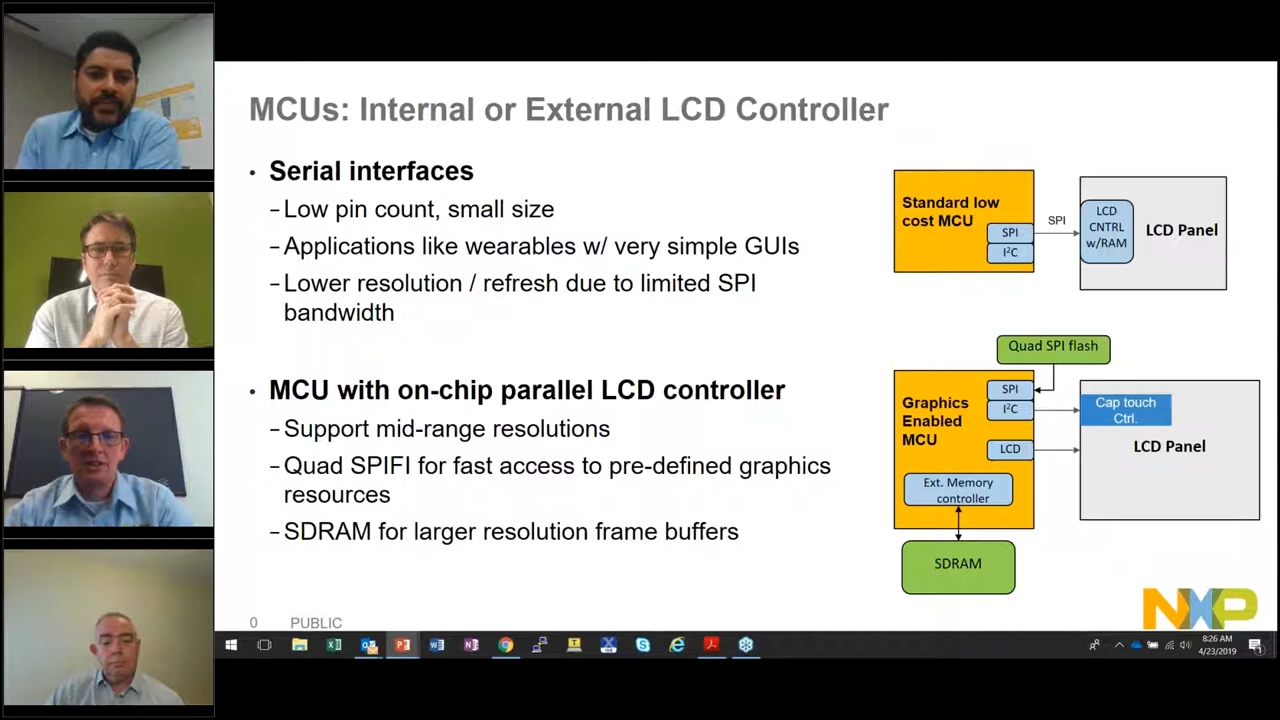 MCUs: Internal or External LCD Controller
• Serial interfaces
–Low pin count, small size
–Applications like wearables w/ very simple GUIs
–Lower resolution / refresh due to limited SPI
bandwidth
• MCU with on-chip parallel LCD controller
–Support mid-range resolutions
–Quad SPIFI for fast access to pre-defined graphics
resources
–SDRAM for larger resolution frame buffers
Standard low
cost MCU
SPI
I²C
SPI
LCD
CNTRL
w/RAM
LCD Panel
Quad SPI flash
Graphics
Enabled
MCU
SPI
I²C
LCD
Ext. Memory
controller
Cap touch
Ctrl.
LCD Panel
SDRAM
0 PUBLIC
NXP
8:26 AM
4/23/2019